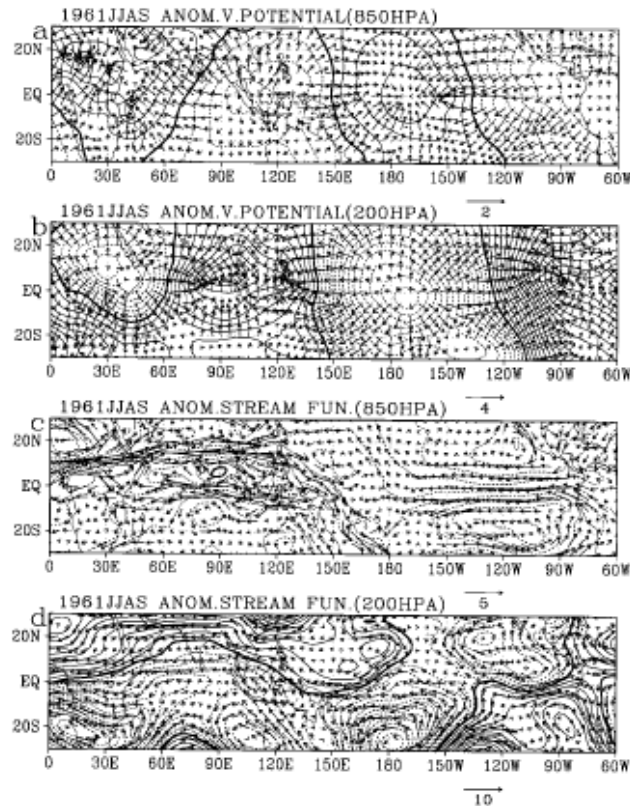 1961JJAS ANOM.V.POTENTIAL(850HPA)
a
20N
EQ
20S
0 30E 60E 90E 120E 150E 180 150W 120W 90W 60W
2
1961JJAS ANOM.V.POTENTIAL(200HPA)
b
20N
EQ
20S
0 30E 60E 90E 120E 150E 180 150W 120W 90W 60W
4
1961JJAS ANOM.STREAM FUN.(850HPA)
c
20N
EQ
20S
0 30E 60E 90E 120E 150E 180 150W 120W 90W 60W
5
1961JJAS ANOM.STREAM FUN.(200HPA)
d
20N
EQ
20S
0 30E 60E 90E 120E 150E 180 150W 120W 90W 60W
10